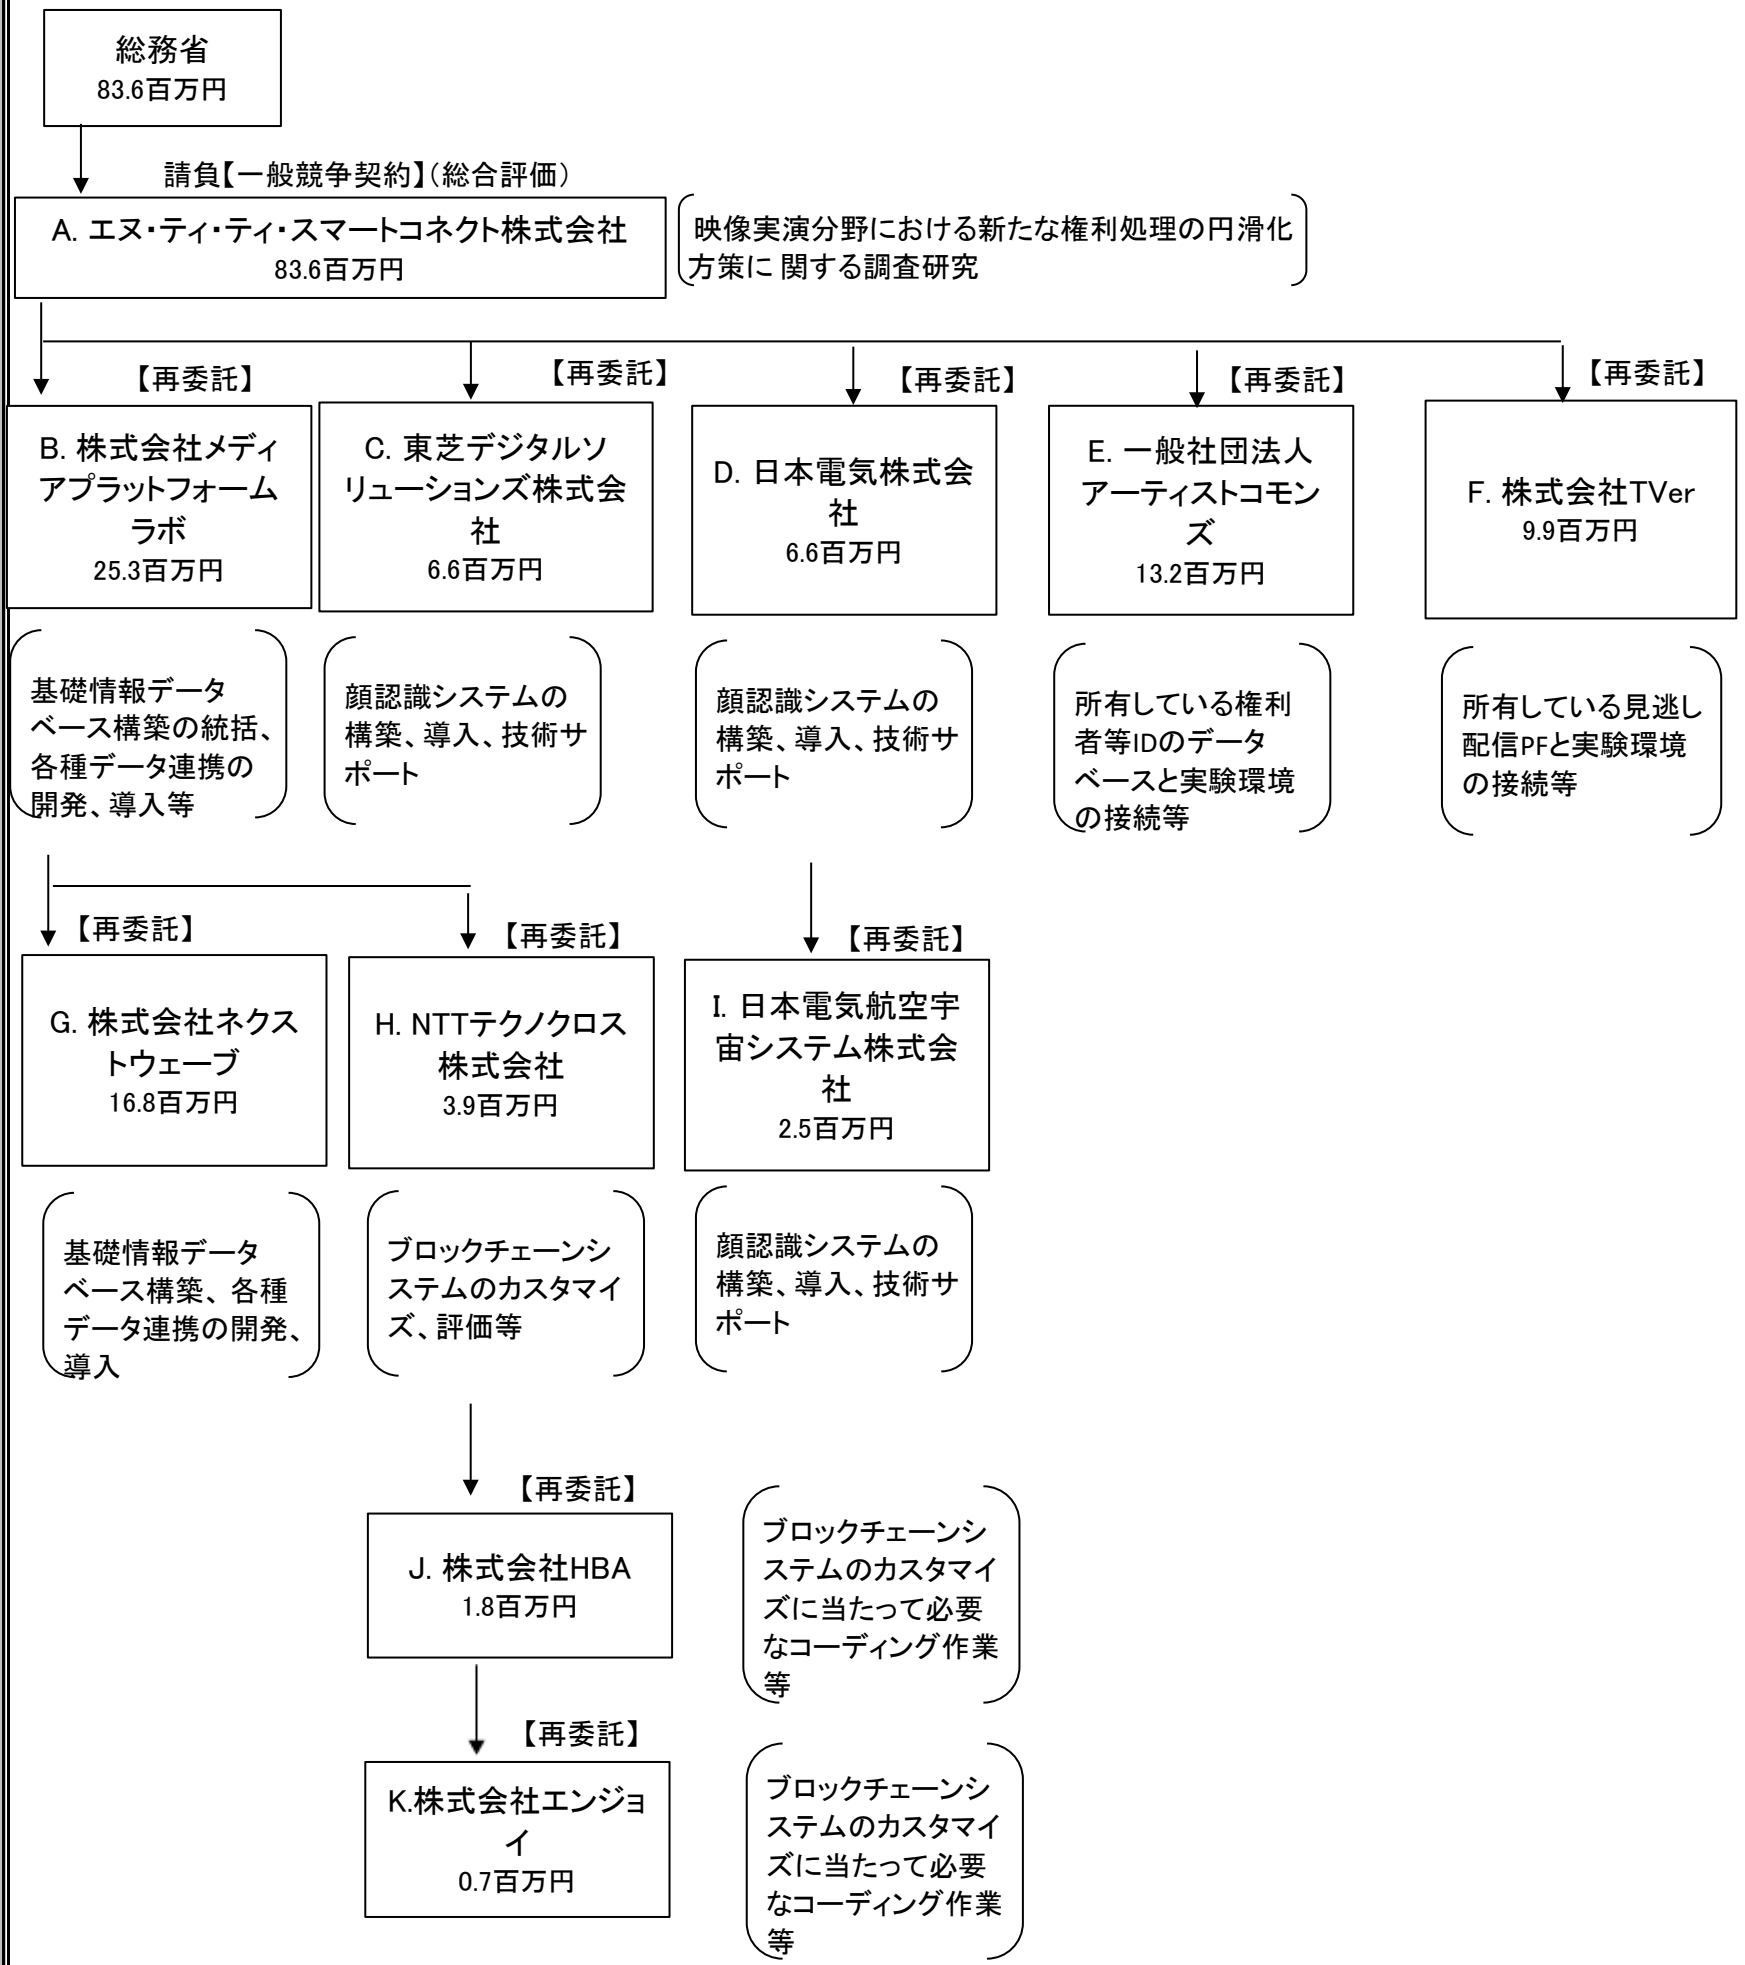 総務省
83.6百万円
請負【一般競争契約】（総合評価）
A. エヌ・ティ・ティ・スマートコネクト株式会社
83.6百万円
映像実演分野における新たな権利処理の円滑化
方策に 関する調査研究
【再委託】
【再委託】
【再委託】
【再委託】
【再委託】
B. 株式会社メディ
アプラットフォーム
ラボ
25.3百万円
C. 東芝デジタルソ
リューションズ株式会
社
6.6百万円
D. 日本電気株式会
社
6.6百万円
E. 一般社団法人
アーティストコモン
ズ
13.2百万円
F. 株式会社TVer
9.9百万円
基礎情報データ
ベース構築の統括、
各種データ連携の
開発、導入等
顔認識システムの
構築、導入、技術サ
ポート
顔認識システムの
構築、導入、技術サ
ポート
所有している権利
者等IDのデータ
ベースと実験環境
の接続等
所有している見逃し
配信PFと実験環境
の接続等
【再委託】
【再委託】
【再委託】
G. 株式会社ネクス
トウェーブ
16.8百万円
H. NTTテクノクロス
株式会社
3.9百万円
I. 日本電気航空宇
宙システム株式会
社
2.5百万円
基礎情報データ
ベース構築、各種
データ連携の開発、
導入
ブロックチェーンシ
ステムのカスタマイ
ズ、評価等
顔認識システムの
構築、導入、技術サ
ポート
【再委託】
J. 株式会社HBA
1.8百万円
ブロックチェーンシ
ステムのカスタマイ
ズに当たって必要
なコーディング作業
等
【再委託】
K.株式会社エンジョ
イ
0.7百万円
ブロックチェーンシ
ステムのカスタマイ
ズに当たって必要
なコーディング作業
等